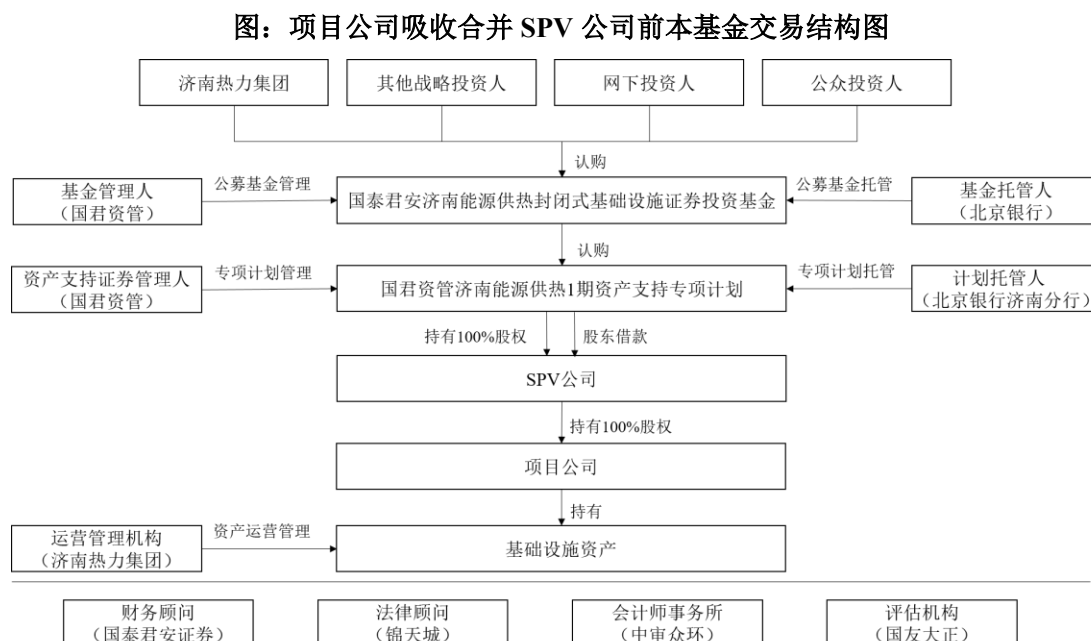 图：项目公司吸收合并 SPV 公司前本基金交易结构图
济南热力集团
其他战略投资人
网下投资人
公众投资人
认购
基金管理人
（国君资管）
公募基金管理
国泰君安济南能源供热封闭式基础设施证券投资基金
公募基金托管
基金托管人
（北京银行）
认购
资产支持证券管理人
（国君资管）
专项计划管理
国君资管济南能源供热1期资产支持专项计划
专项计划托管
计划托管人
（北京银行济南分行）
持有100%股权
股东借款
SPV公司
持有100%股权
项目公司
持有
运营管理机构
（济南热力集团）
资产运营管理
基础设施资产
财务顾问
（国泰君安证券）
法律顾问
（锦天城）
会计师事务所
（中审众环）
评估机构
（国友大正）